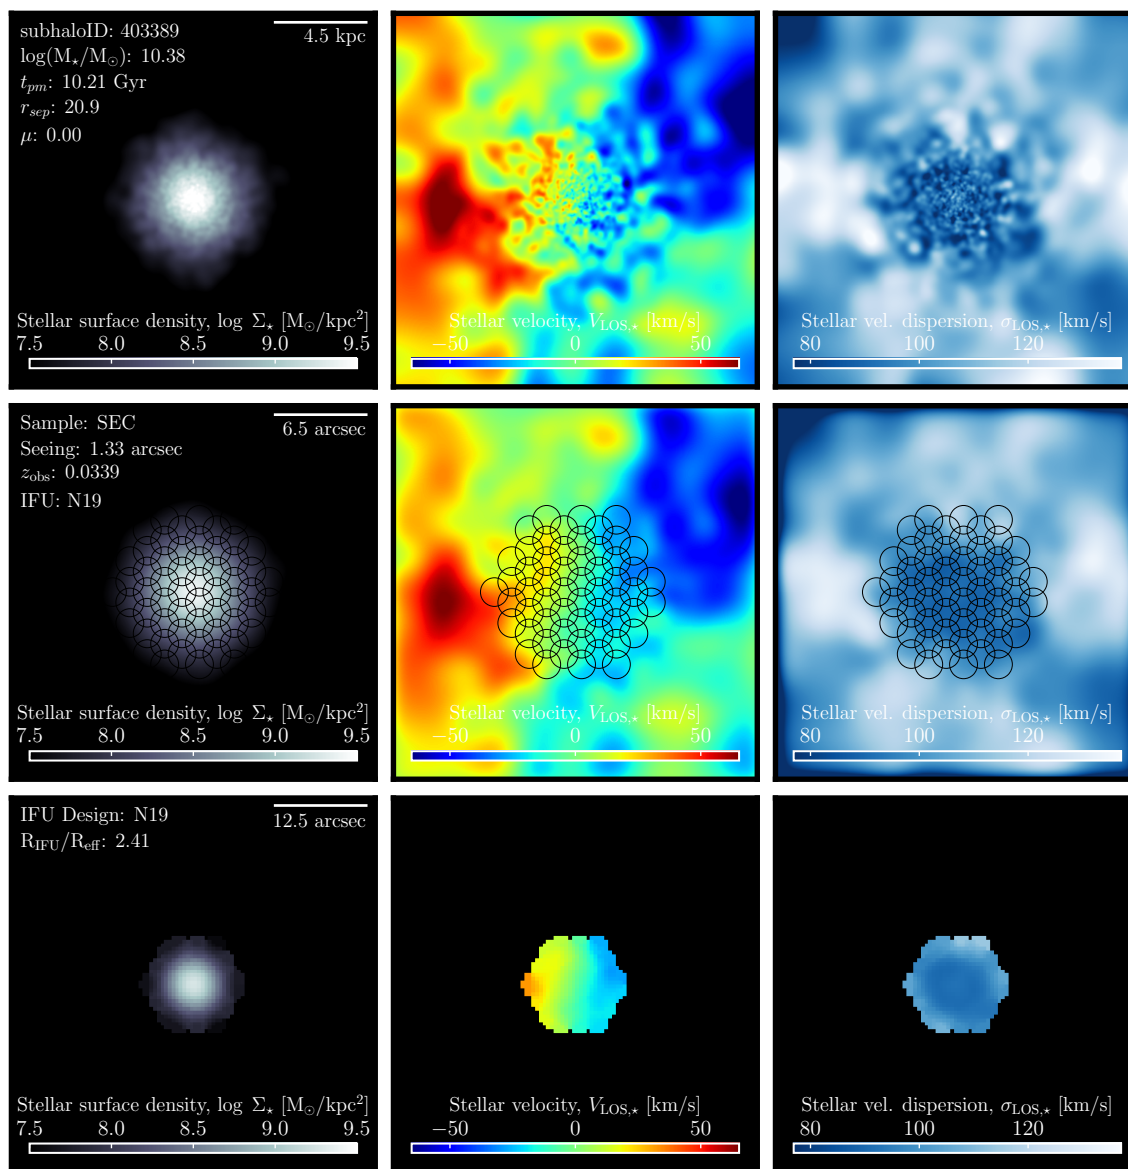 subhaloID: 403389
log(M⋆/M☉): 10.38
t_pm: 10.21 Gyr
r_sep: 20.9
μ: 0.00
4.5 kpc
Stellar surface density, log Σ⋆ [M☉/kpc²]
7.5 8.0 8.5 9.0 9.5
Stellar velocity, V_LOS,⋆ [km/s]
−50 0 50
Stellar vel. dispersion, σ_LOS,⋆ [km/s]
80 100 120
Sample: SEC
Seeing: 1.33 arcsec
z_obs: 0.0339
IFU: N19
6.5 arcsec
Stellar surface density, log Σ⋆ [M☉/kpc²]
7.5 8.0 8.5 9.0 9.5
Stellar velocity, V_LOS,⋆ [km/s]
−50 0 50
Stellar vel. dispersion, σ_LOS,⋆ [km/s]
80 100 120
IFU Design: N19
R_IFU/R_eff: 2.41
12.5 arcsec
Stellar surface density, log Σ⋆ [M☉/kpc²]
7.5 8.0 8.5 9.0 9.5
Stellar velocity, V_LOS,⋆ [km/s]
−50 0 50
Stellar vel. dispersion, σ_LOS,⋆ [km/s]
80 100 120